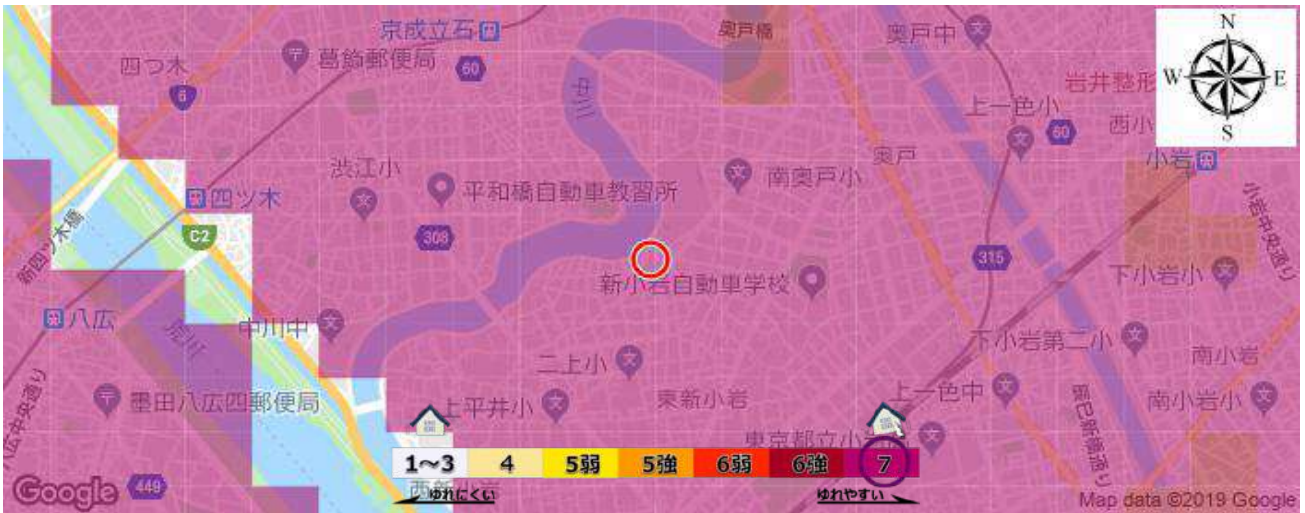 京成立石
奥戸橋
奥戸中
N
四つ木
葛飾郵便局
60
中川
岩井整形
W
E
6
上一色小
60
西小
S
渋江小
奥戸
小岩
四ツ木
平和橋自動車教習所
南奥戸小
新四ツ木橋
C2
308
315
小岩中央通り
新小岩自動車学校
下小岩小
八広
荒川
中川中
下小岩第二小
南小岩
二上小
八広中央通り
墨田八広四郵便局
上平井小
東新小岩
上一色中
南小岩小
東京都立小岩
1～3
4
5弱
5強
6弱
6強
7
Google
449
西新小岩
ゆれにくい
ゆれやすい
Map data ©2019 Google